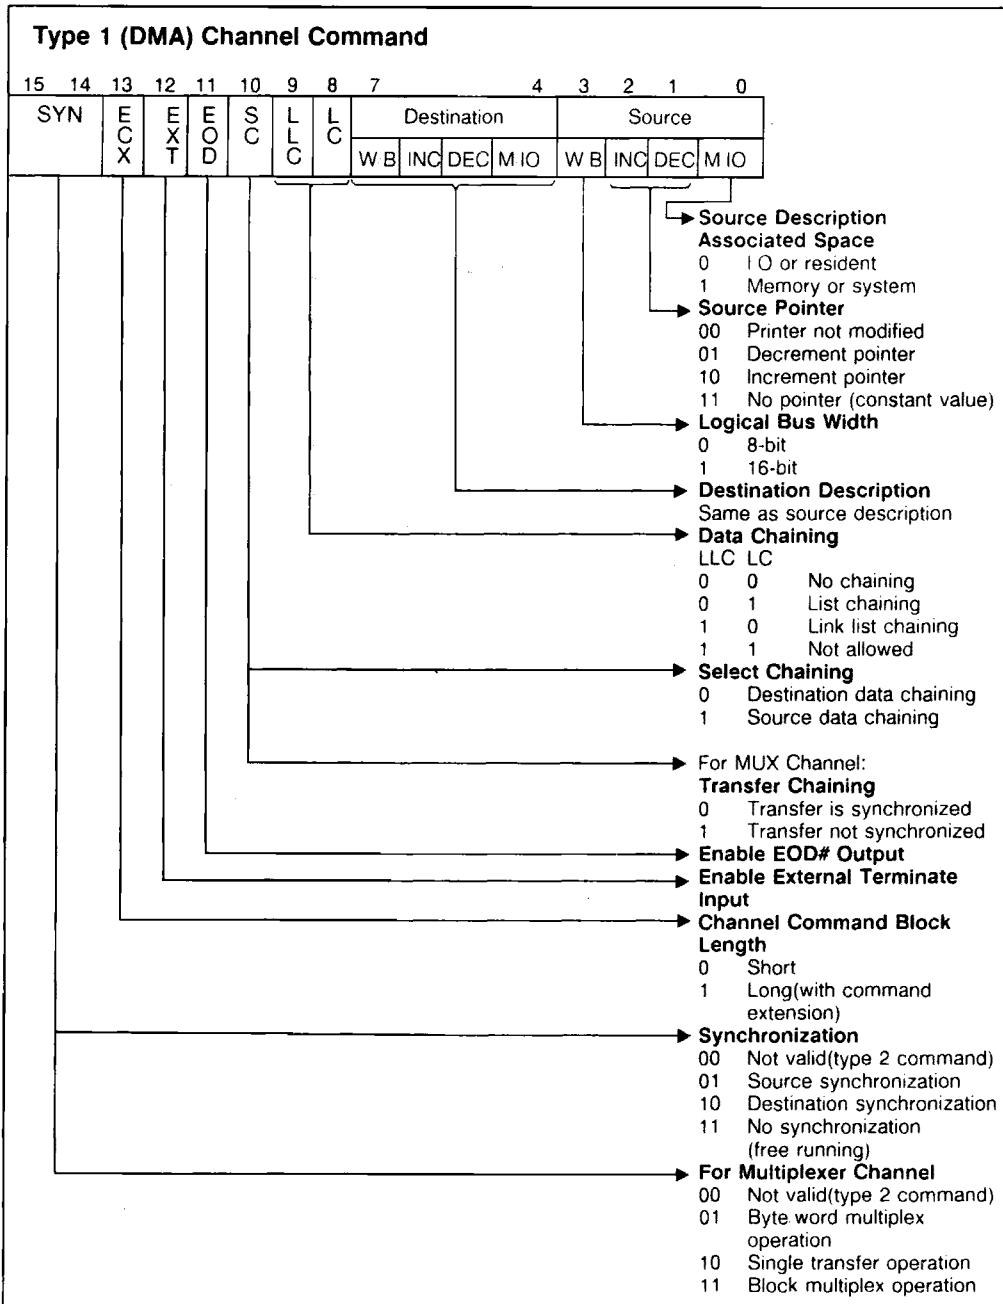 Type 1 (DMA) Channel Command
15 14 13 12 11 10 9 8 7 4 3 2 1 0
SYN ECX EXT EOD SC LLC LC Destination Source
W B INC DEC M IO W B INC DEC M IO
Source Description
Associated Space
0 I O or resident
1 Memory or system
Source Pointer
00 Printer not modified
01 Decrement pointer
10 Increment pointer
11 No pointer (constant value)
Logical Bus Width
0 8-bit
1 16-bit
Destination Description
Same as source description
Data Chaining
LLC LC
0 0 No chaining
0 1 List chaining
1 0 Link list chaining
1 1 Not allowed
Select Chaining
0 Destination data chaining
1 Source data chaining
For MUX Channel:
Transfer Chaining
0 Transfer is synchronized
1 Transfer not synchronized
Enable EOD# Output
Enable External Terminate
Input
Channel Command Block
Length
0 Short
1 Long(with command
extension)
Synchronization
00 Not valid(type 2 command)
01 Source synchronization
10 Destination synchronization
11 No synchronization
(free running)
For Multiplexer Channel
00 Not valid(type 2 command)
01 Byte word multiplex
operation
10 Single transfer operation
11 Block multiplex operation